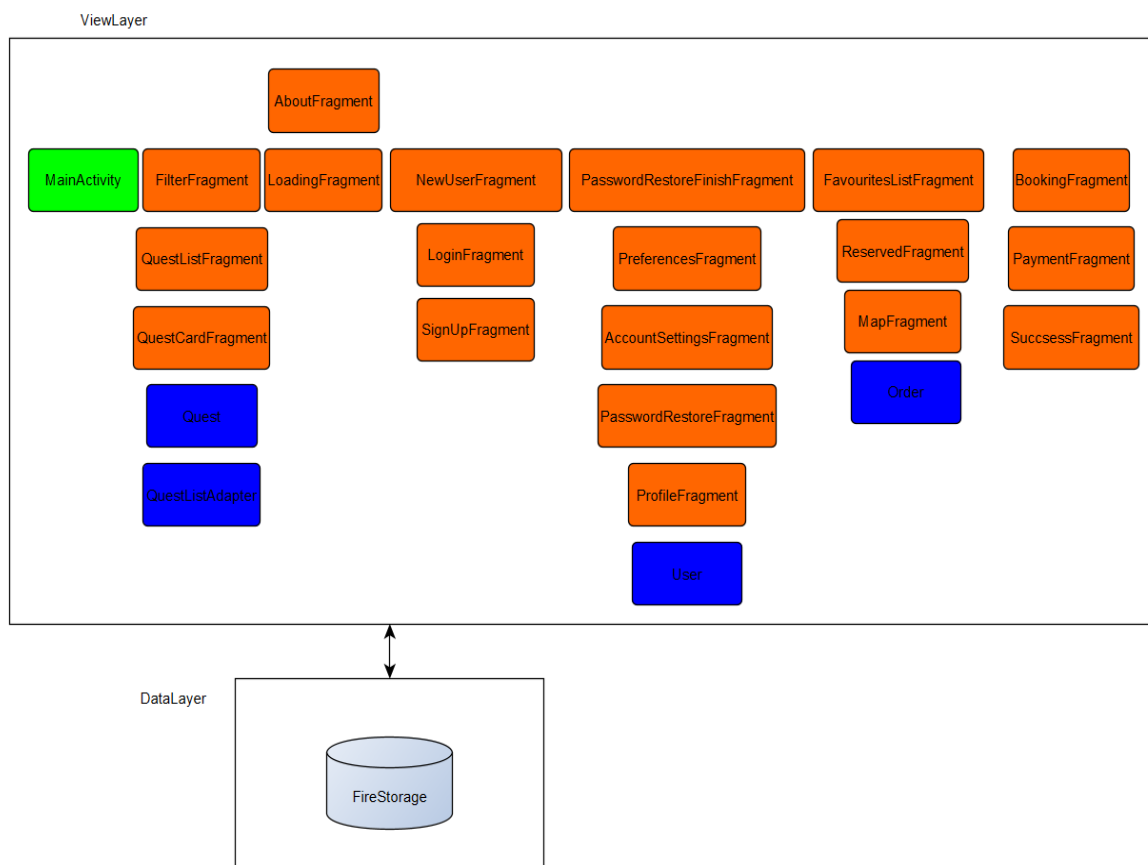 ViewLayer
AboutFragment
MainActivity
FilterFragment
LoadingFragment
NewUserFragment
PasswordRestoreFinishFragment
FavouritesListFragment
BookingFragment
QuestListFragment
LoginFragment
PreferencesFragment
ReservedFragment
PaymentFragment
QuestCardFragment
SignUpFragment
AccountSettingsFragment
MapFragment
SuccsessFragment
Quest
PasswordRestoreFragment
Order
QuestListAdapter
ProfileFragment
User
DataLayer
FireStorage